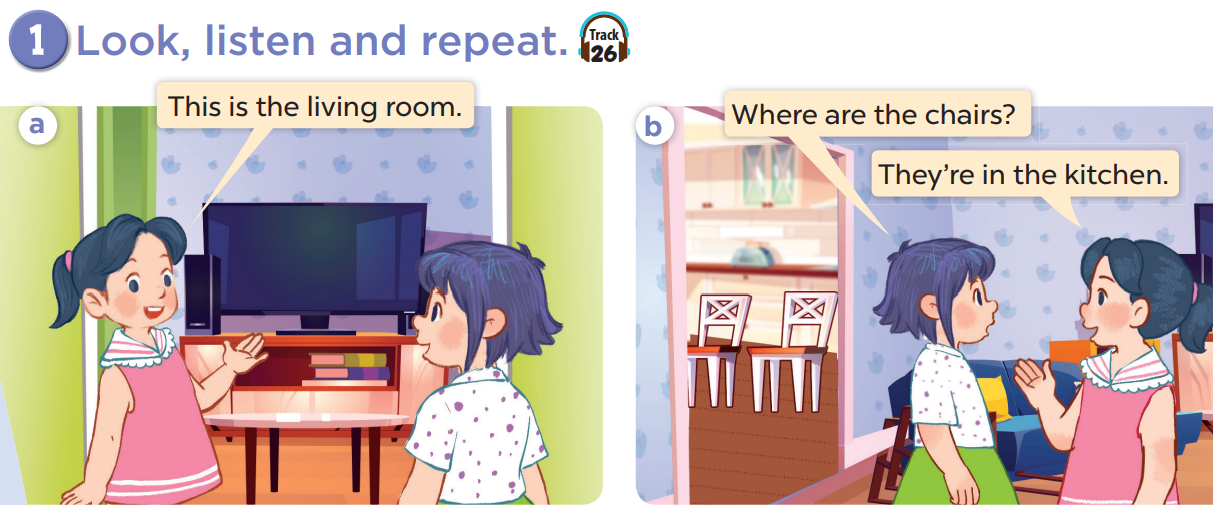 1 Look, listen and repeat. Track 26
a
This is the living room.
b
Where are the chairs?
They're in the kitchen.